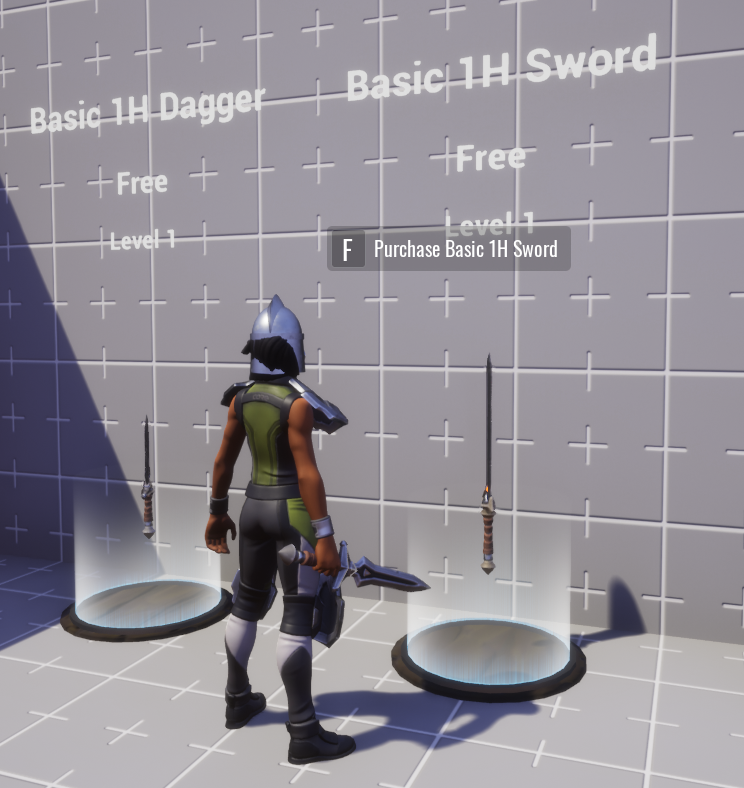 Basic 1H Dagger
Free
Level 1
Basic 1H Sword
Free
Level 1
F Purchase Basic 1H Sword